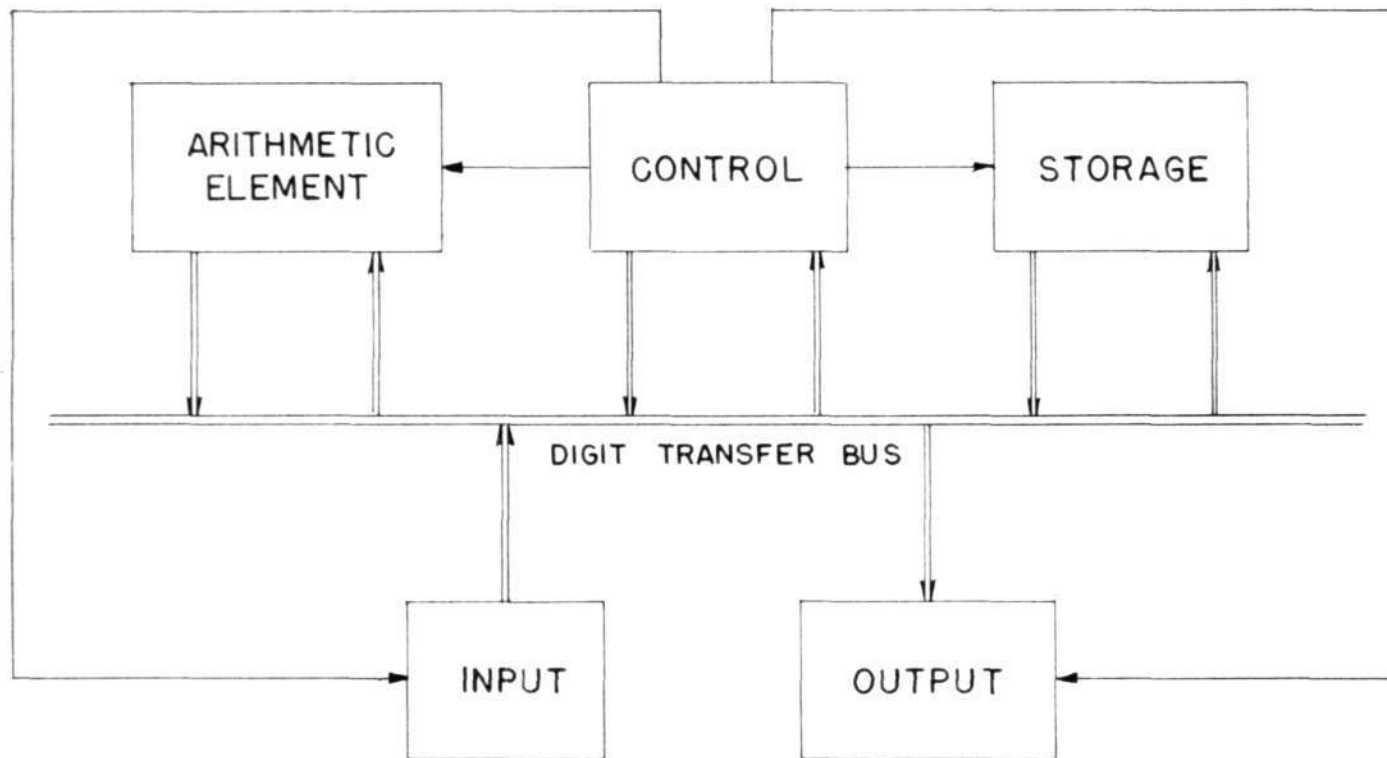 ARITHMETIC
ELEMENT
CONTROL
STORAGE
DIGIT TRANSFER BUS
INPUT
OUTPUT